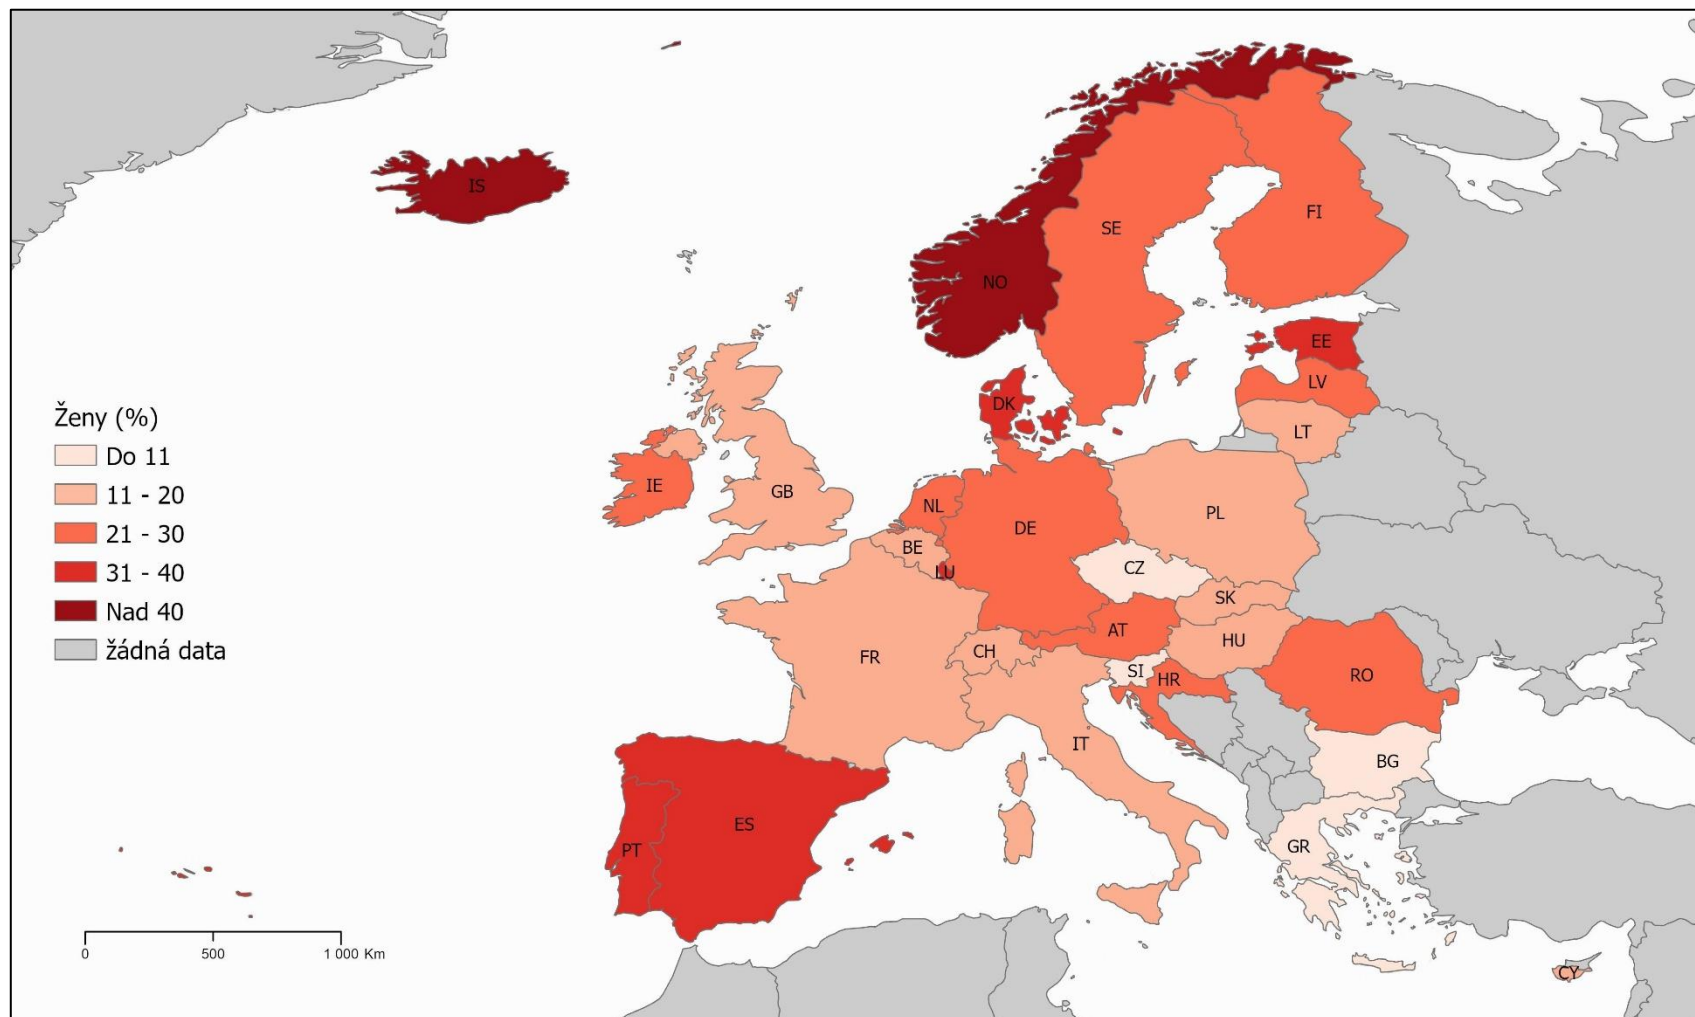 IS
FI
SE
NO
EE
LV
DK
LT
Ženy (%)
Do 11
11 - 20
21 - 30
31 - 40
Nad 40
žádná data
IE
GB
NL
DE
PL
BE
LU
CZ
SK
AT
HU
FR
CH
SI
HR
RO
IT
BG
PT
ES
GR
CY
0 500 1 000 Km